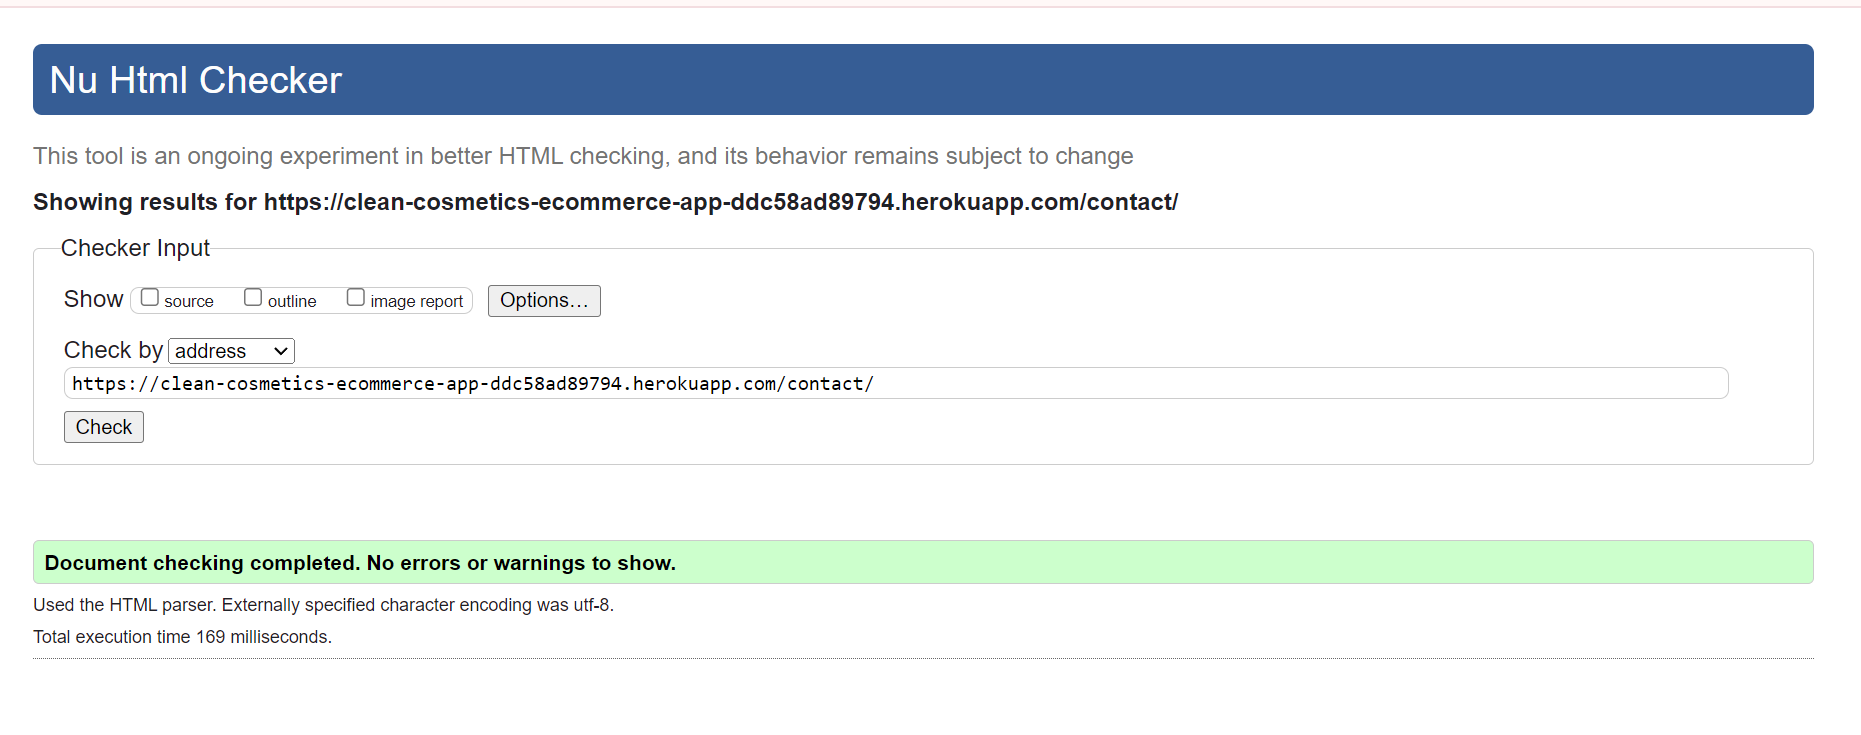 Nu Html Checker
This tool is an ongoing experiment in better HTML checking, and its behavior remains subject to change
Showing results for https://clean-cosmetics-ecommerce-app-ddc58ad89794.herokuapp.com/contact/
Checker Input
Show source outline image report Options...
Check by address
https://clean-cosmetics-ecommerce-app-ddc58ad89794.herokuapp.com/contact/
Check
Document checking completed. No errors or warnings to show.
Used the HTML parser. Externally specified character encoding was utf-8.
Total execution time 169 milliseconds.